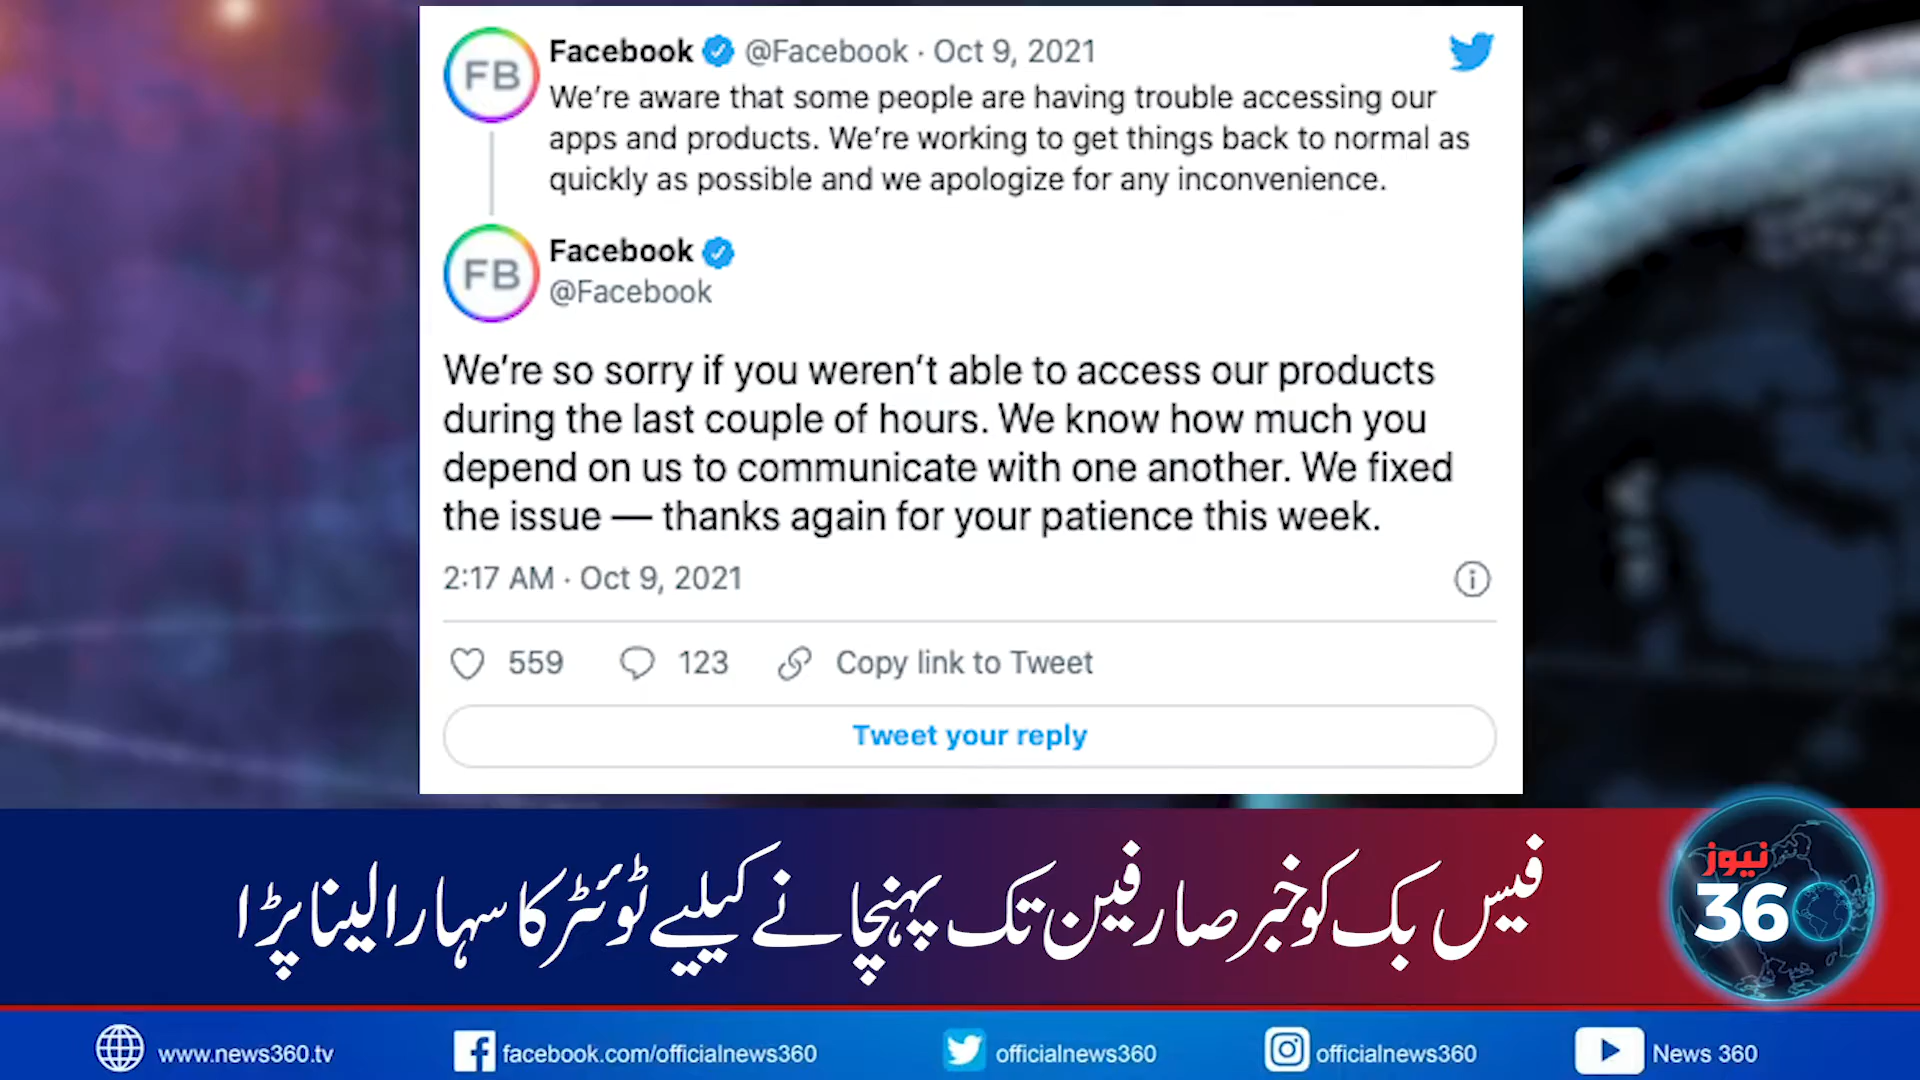 FB
Facebook @Facebook · Oct 9, 2021
We're aware that some people are having trouble accessing our
apps and products. We're working to get things back to normal as
quickly as possible and we apologize for any inconvenience.
FB
Facebook
@Facebook
We're so sorry if you weren't able to access our products
during the last couple of hours. We know how much you
depend on us to communicate with one another. We fixed
the issue — thanks again for your patience this week.
2:17 AM · Oct 9, 2021
559 123 Copy link to Tweet
Tweet your reply
فیس بک کو خبر صارفین تک پہنچانے کیلیے ٹوئٹر کا سہارا لینا پڑا
نیوز
360
www.news360.tv facebook.com/officialnews360 officialnews360 officialnews360 News 360